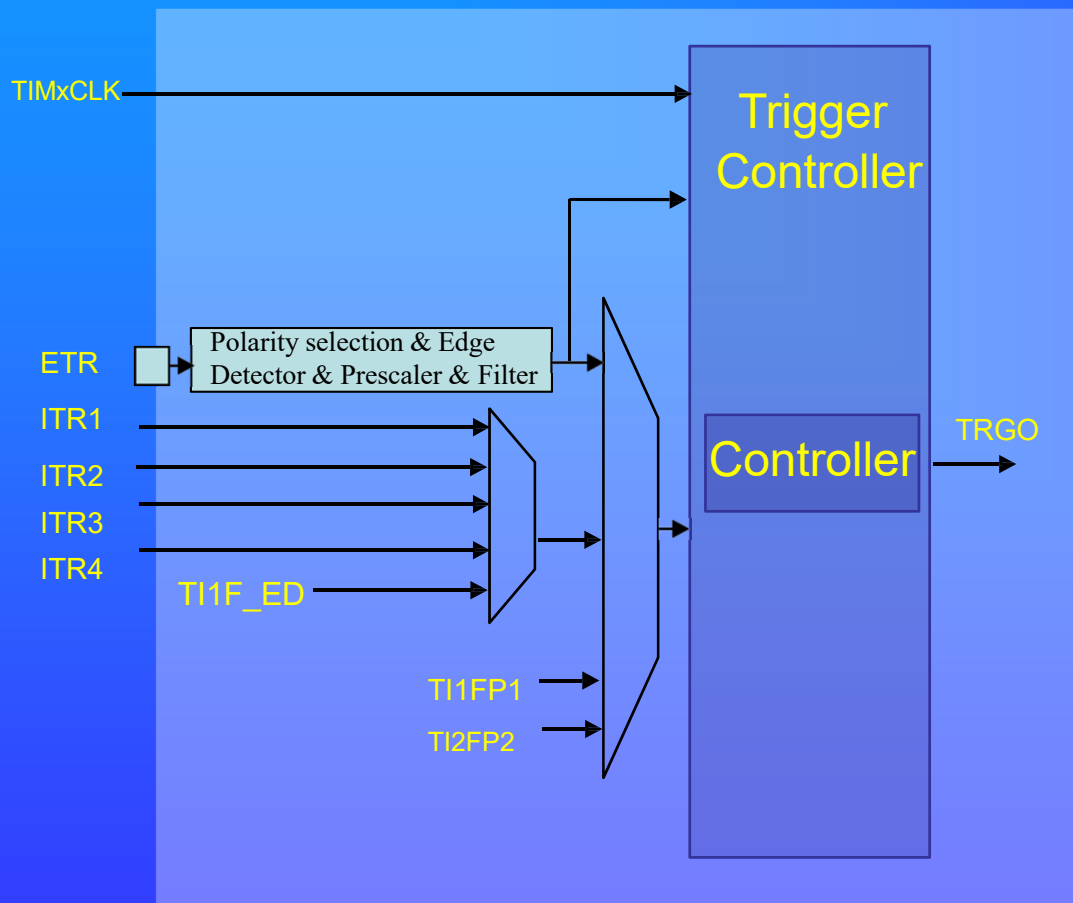 TIMxCLK
Trigger
Controller
Polarity selection & Edge
Detector & Prescaler & Filter
ETR
ITR1
ITR2
ITR3
ITR4
TI1F_ED
Controller
TRGO
TI1FP1
TI2FP2